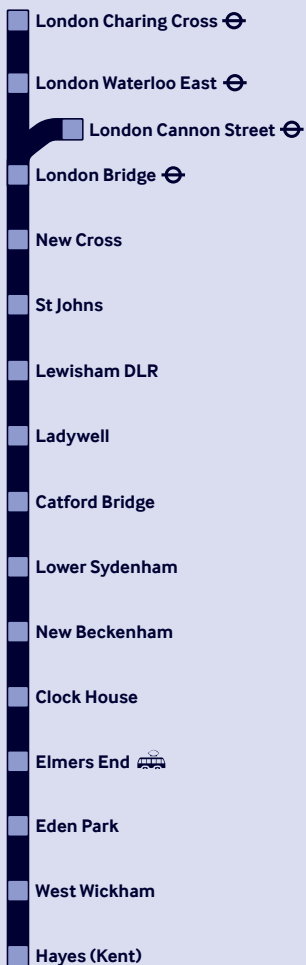 London Charing Cross
London Waterloo East
London Cannon Street
London Bridge
New Cross
St Johns
Lewisham DLR
Ladywell
Catford Bridge
Lower Sydenham
New Beckenham
Clock House
Elmers End
Eden Park
West Wickham
Hayes (Kent)